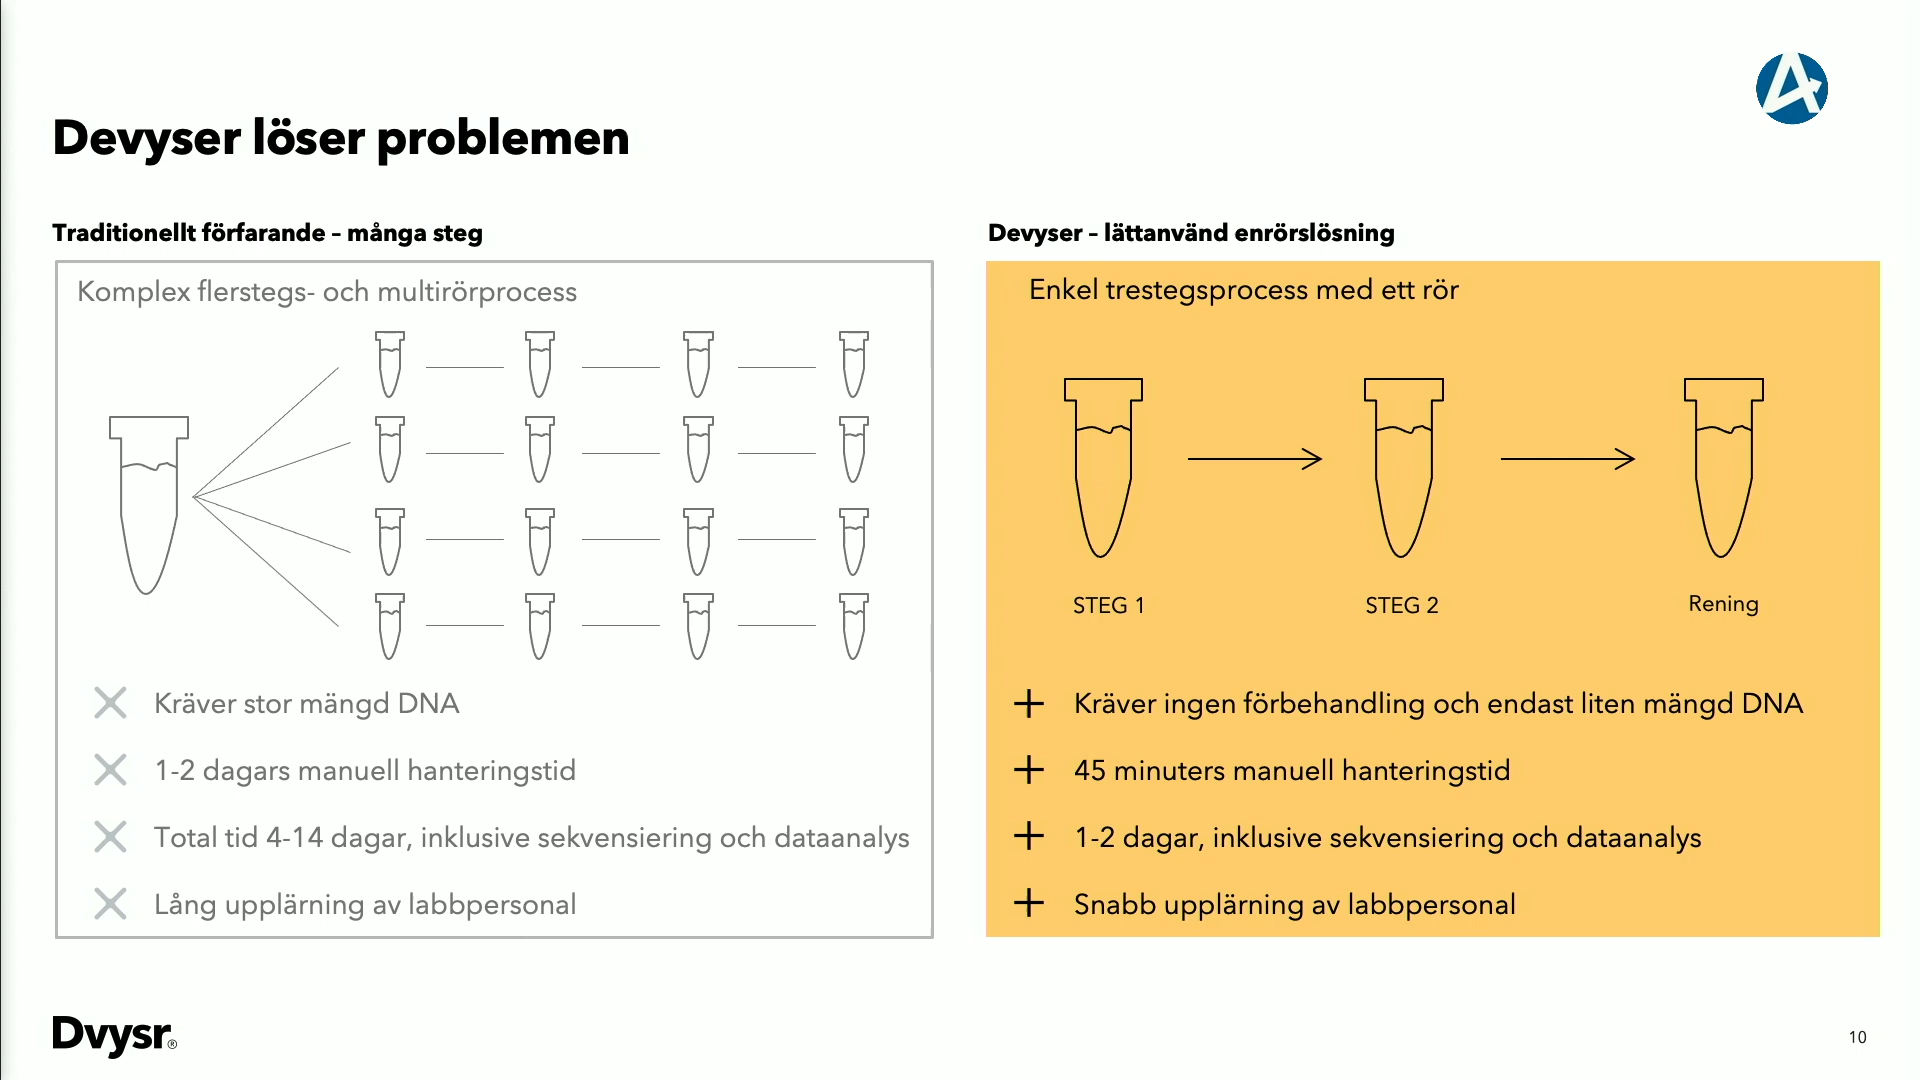 Devyser löser problemen
Traditionellt förfarande – många steg
Komplex flerstegs- och multirörprocess
Kräver stor mängd DNA
1-2 dagars manuell hanteringstid
Total tid 4-14 dagar, inklusive sekvensiering och dataanalys
Lång upplärning av labbpersonal
Devyser – lättanvänd enrörslösning
Enkel trestegsprocess med ett rör
STEG 1
STEG 2
Rening
Kräver ingen förbehandling och endast liten mängd DNA
45 minuters manuell hanteringstid
1-2 dagar, inklusive sekvensiering och dataanalys
Snabb upplärning av labbpersonal
Dvysr®
10